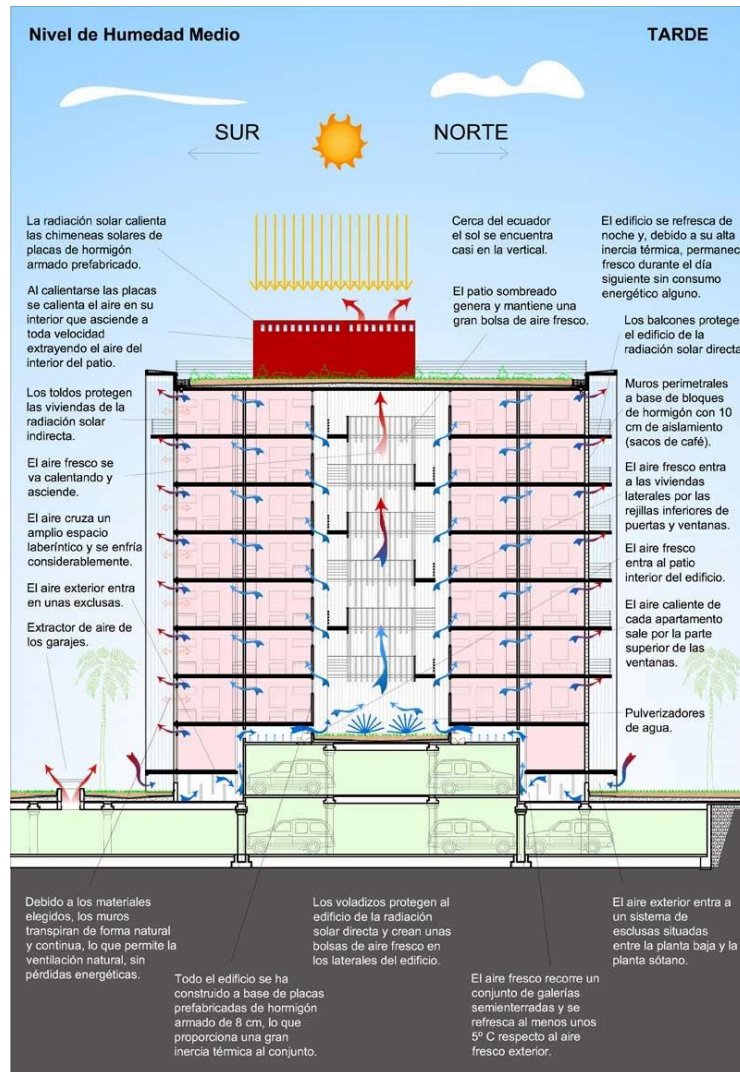 Nivel de Humedad Medio
TARDE
SUR
NORTE
La radiación solar calienta
las chimeneas solares de
placas de hormigón
armado prefabricado.
Al calentarse las placas
se calienta el aire en su
interior que asciende a
toda velocidad
extrayendo el aire del
interior del patio.
Los toldos protegen
las viviendas de la
radiación solar
indirecta.
El aire fresco se
va calentando y
asciende.
El aire cruza un
amplio espacio
laberíntico y se enfría
considerablemente.
El aire exterior entra
en unas exclusas.
Extractor de aire de
los garajes.
Cerca del ecuador
el sol se encuentra
casi en la vertical.
El patio sombreado
genera y mantiene una
gran bolsa de aire fresco.
El edificio se refresca de
noche y, debido a su alta
inercia térmica, permanec
fresco durante el día
siguiente sin consumo
energético alguno.
Los balcones protege
el edificio de la
radiación solar directa
Muros perimetrales
a base de bloques
de hormigón con 10
cm de aislamiento
(sacos de café).
El aire fresco entra
a las viviendas
laterales por las
rejillas inferiores de
puertas y ventanas.
El aire fresco
entra al patio
interior del edificio.
El aire caliente de
cada apartamento
sale por la parte
superior de las
ventanas.
Pulverizadores
de agua.
Debido a los materiales
elegidos, los muros
transpiran de forma natural
y continua, lo que permite la
ventilación natural, sin
pérdidas energéticas.
Todo el edificio se ha
construido a base de placas
prefabricadas de hormigón
armado de 8 cm, lo que
proporciona una gran
inercia térmica al conjunto.
Los voladizos protegen al
edificio de la radiación
solar directa y crean unas
bolsas de aire fresco en
los laterales del edificio.
El aire fresco recorre un
conjunto de galerías
semienterradas y se
refresca al menos unos
5º C respecto al aire
fresco exterior.
El aire exterior entra a
un sistema de
esclusas situadas
entre la planta baja y la
planta sótano.